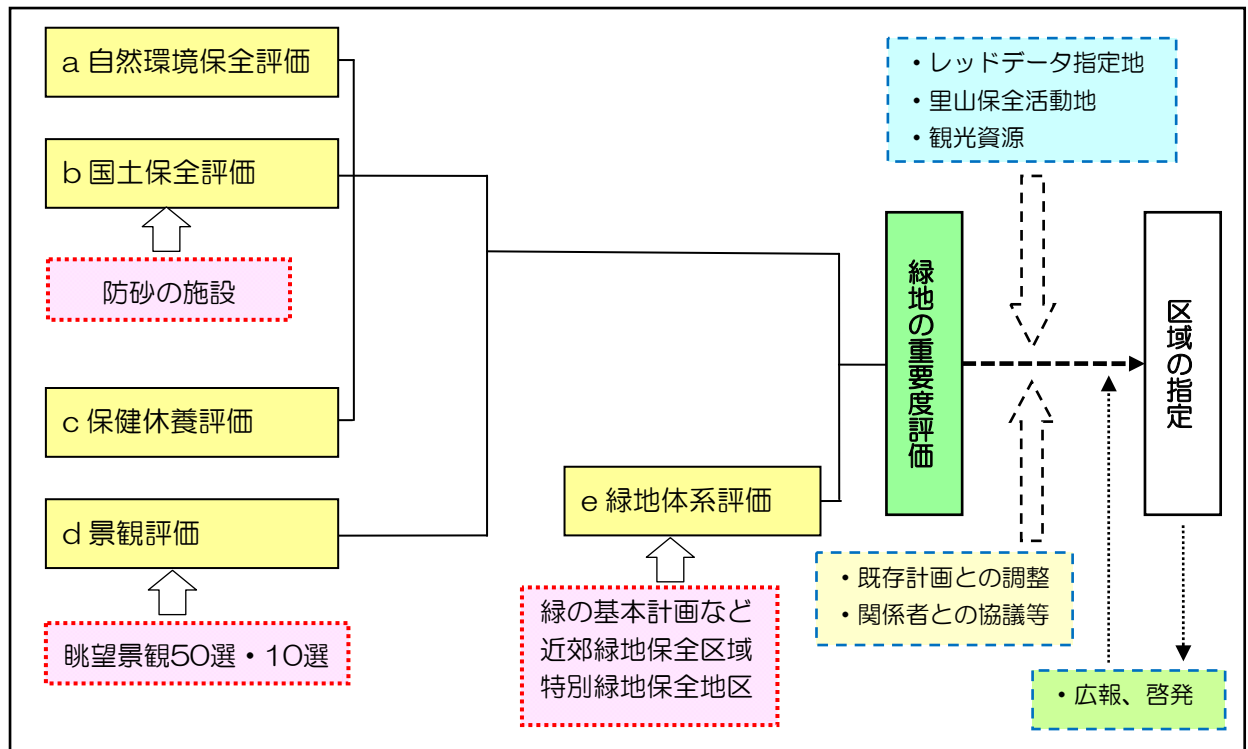 a 自然環境保全評価
b 国土保全評価
防砂の施設
c 保健休養評価
d 景観評価
眺望景観50選・10選
e 緑地体系評価
緑の基本計画など
近郊緑地保全区域
特別緑地保全地区
緑地の重要度評価
・レッドデータ指定地
・里山保全活動地
・観光資源
・既存計画との調整
・関係者との協議等
区域の指定
・広報、啓発